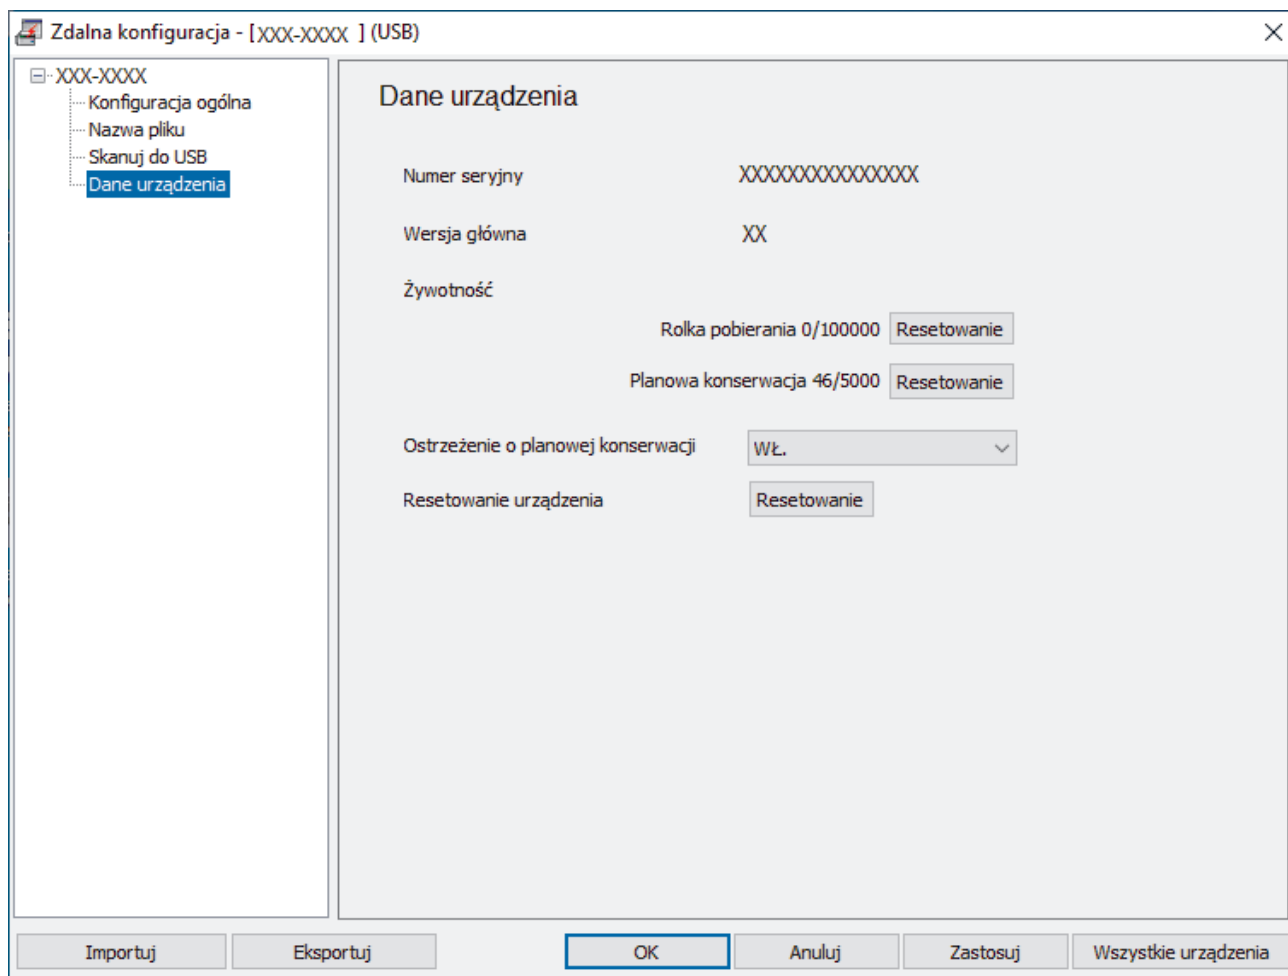 Zdalna konfiguracja - [ XXX-XXXX ] (USB)
XXX-XXXX
Konfiguracja ogólna
Nazwa pliku
Skanuj do USB
Dane urządzenia
Dane urządzenia
Numer seryjny XXXXXXXXXXXXXXX
Wersja główna XX
Żywotność
Rolka pobierania 0/100000 Resetowanie
Planowa konserwacja 46/5000 Resetowanie
Ostrzeżenie o planowej konserwacji WŁ.
Resetowanie urządzenia Resetowanie
Importuj Eksportuj OK Anuluj Zastosuj Wszystkie urządzenia